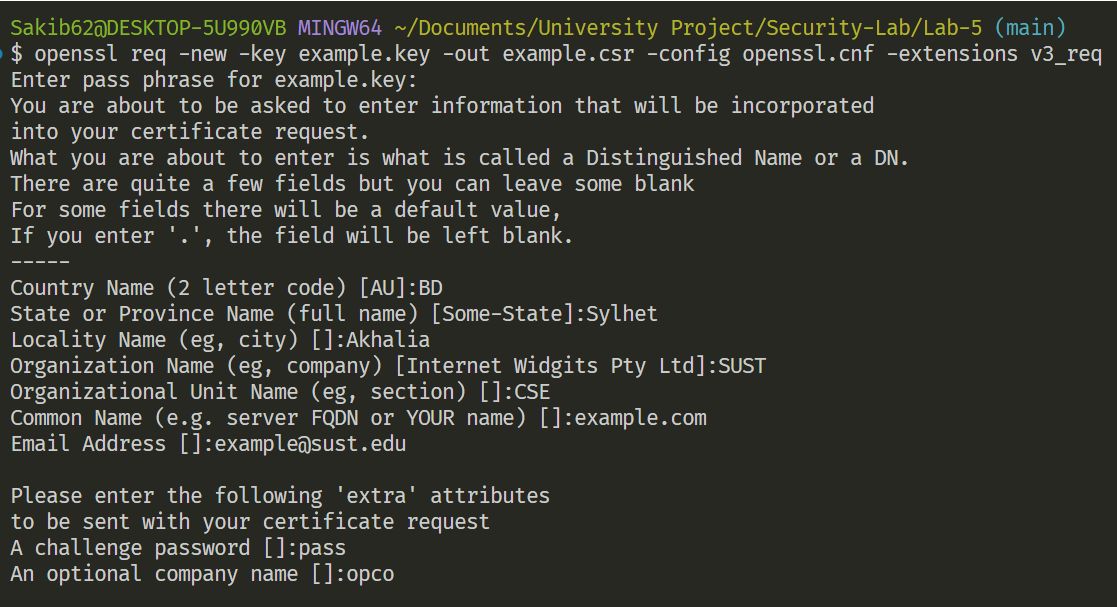 Sakib62@DESKTOP-5U990VB MINGW64 ~/Documents/University Project/Security-Lab/Lab-5 (main)
$ openssl req -new -key example.key -out example.csr -config openssl.cnf -extensions v3_req
Enter pass phrase for example.key:
You are about to be asked to enter information that will be incorporated
into your certificate request.
What you are about to enter is what is called a Distinguished Name or a DN.
There are quite a few fields but you can leave some blank
For some fields there will be a default value,
If you enter '.', the field will be left blank.
-----
Country Name (2 letter code) [AU]:BD
State or Province Name (full name) [Some-State]:Sylhet
Locality Name (eg, city) []:Akhalia
Organization Name (eg, company) [Internet Widgits Pty Ltd]:SUST
Organizational Unit Name (eg, section) []:CSE
Common Name (e.g. server FQDN or YOUR name) []:example.com
Email Address []:example@sust.edu

Please enter the following 'extra' attributes
to be sent with your certificate request
A challenge password []:pass
An optional company name []:opco